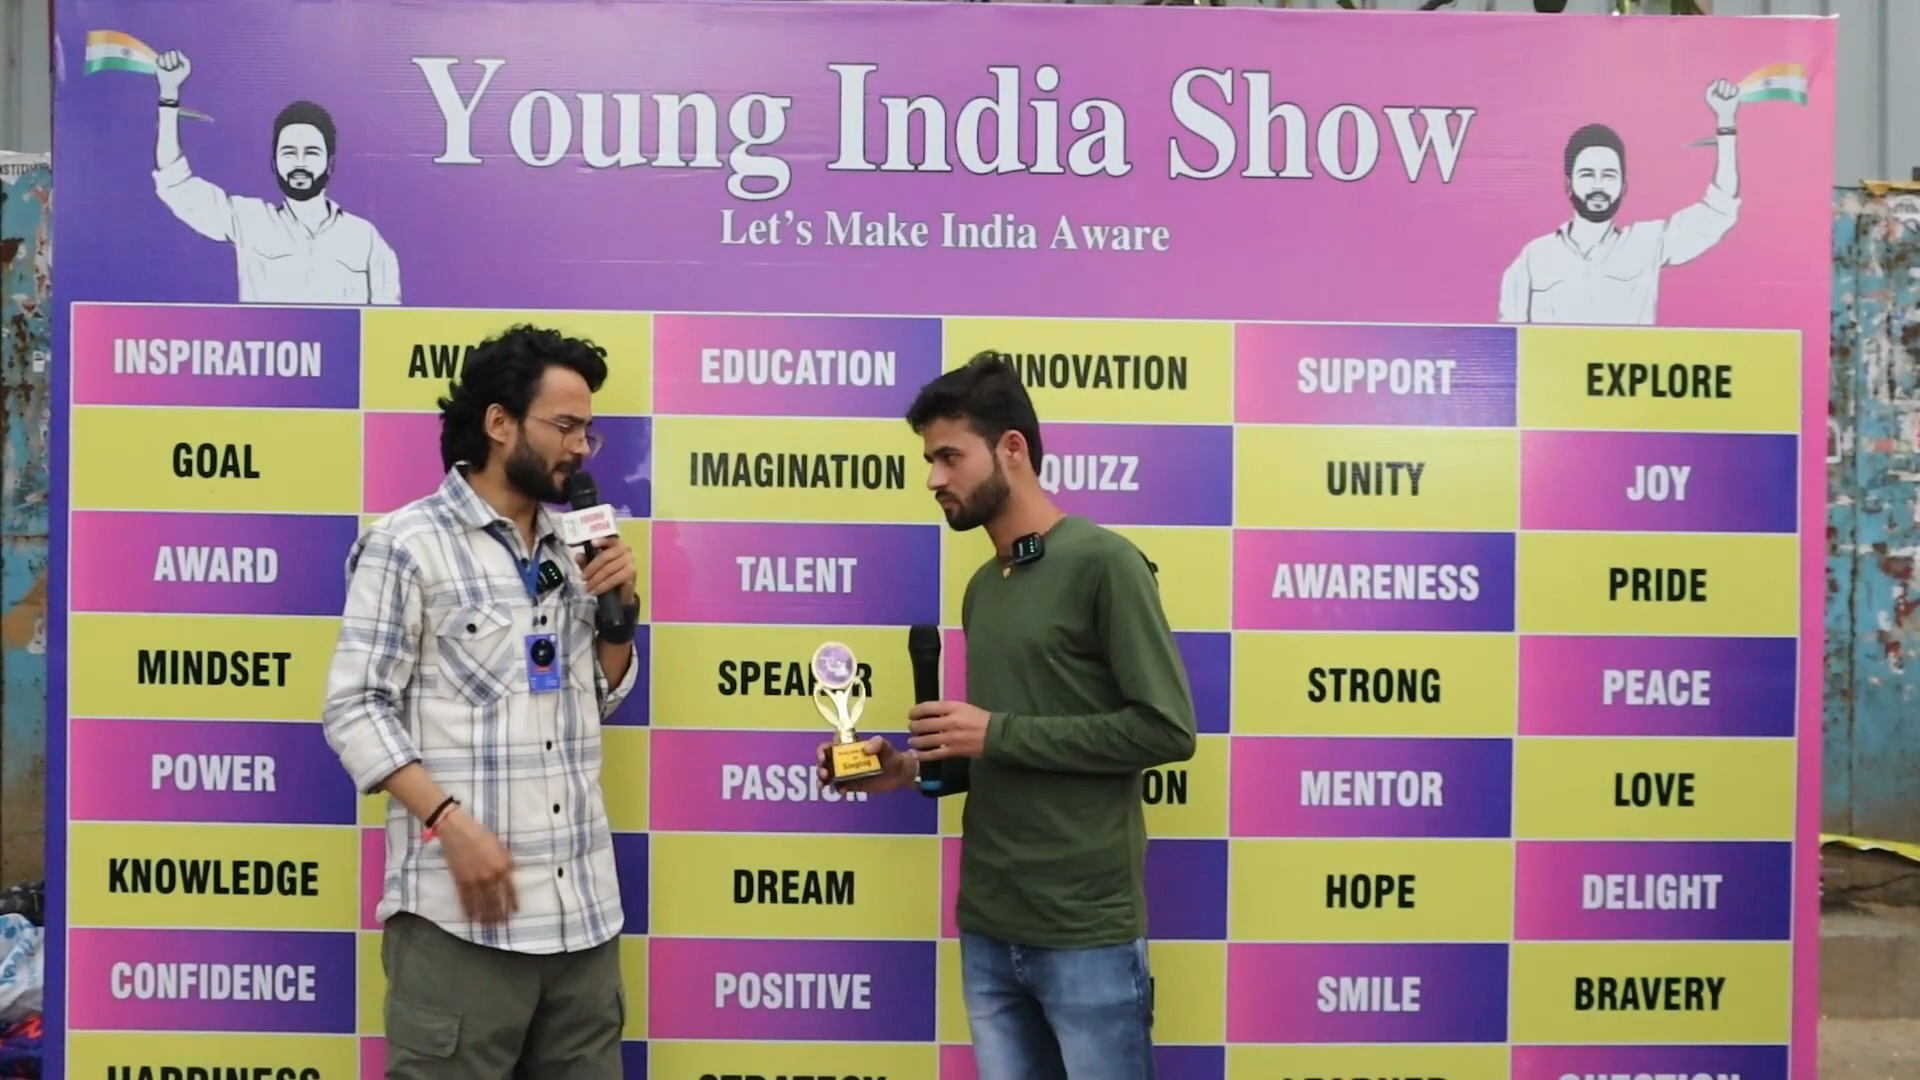 Young India Show
Let's Make India Aware
INSPIRATION
EDUCATION
NNOVATION
SUPPORT
EXPLORE
GOAL
IMAGINATION
QUIZZ
UNITY
JOY
AWARD
TALENT
AWARENESS
PRIDE
MINDSET
STRONG
PEACE
POWER
MENTOR
LOVE
KNOWLEDGE
DREAM
HOPE
DELIGHT
CONFIDENCE
POSITIVE
SMILE
BRAVERY
Singing